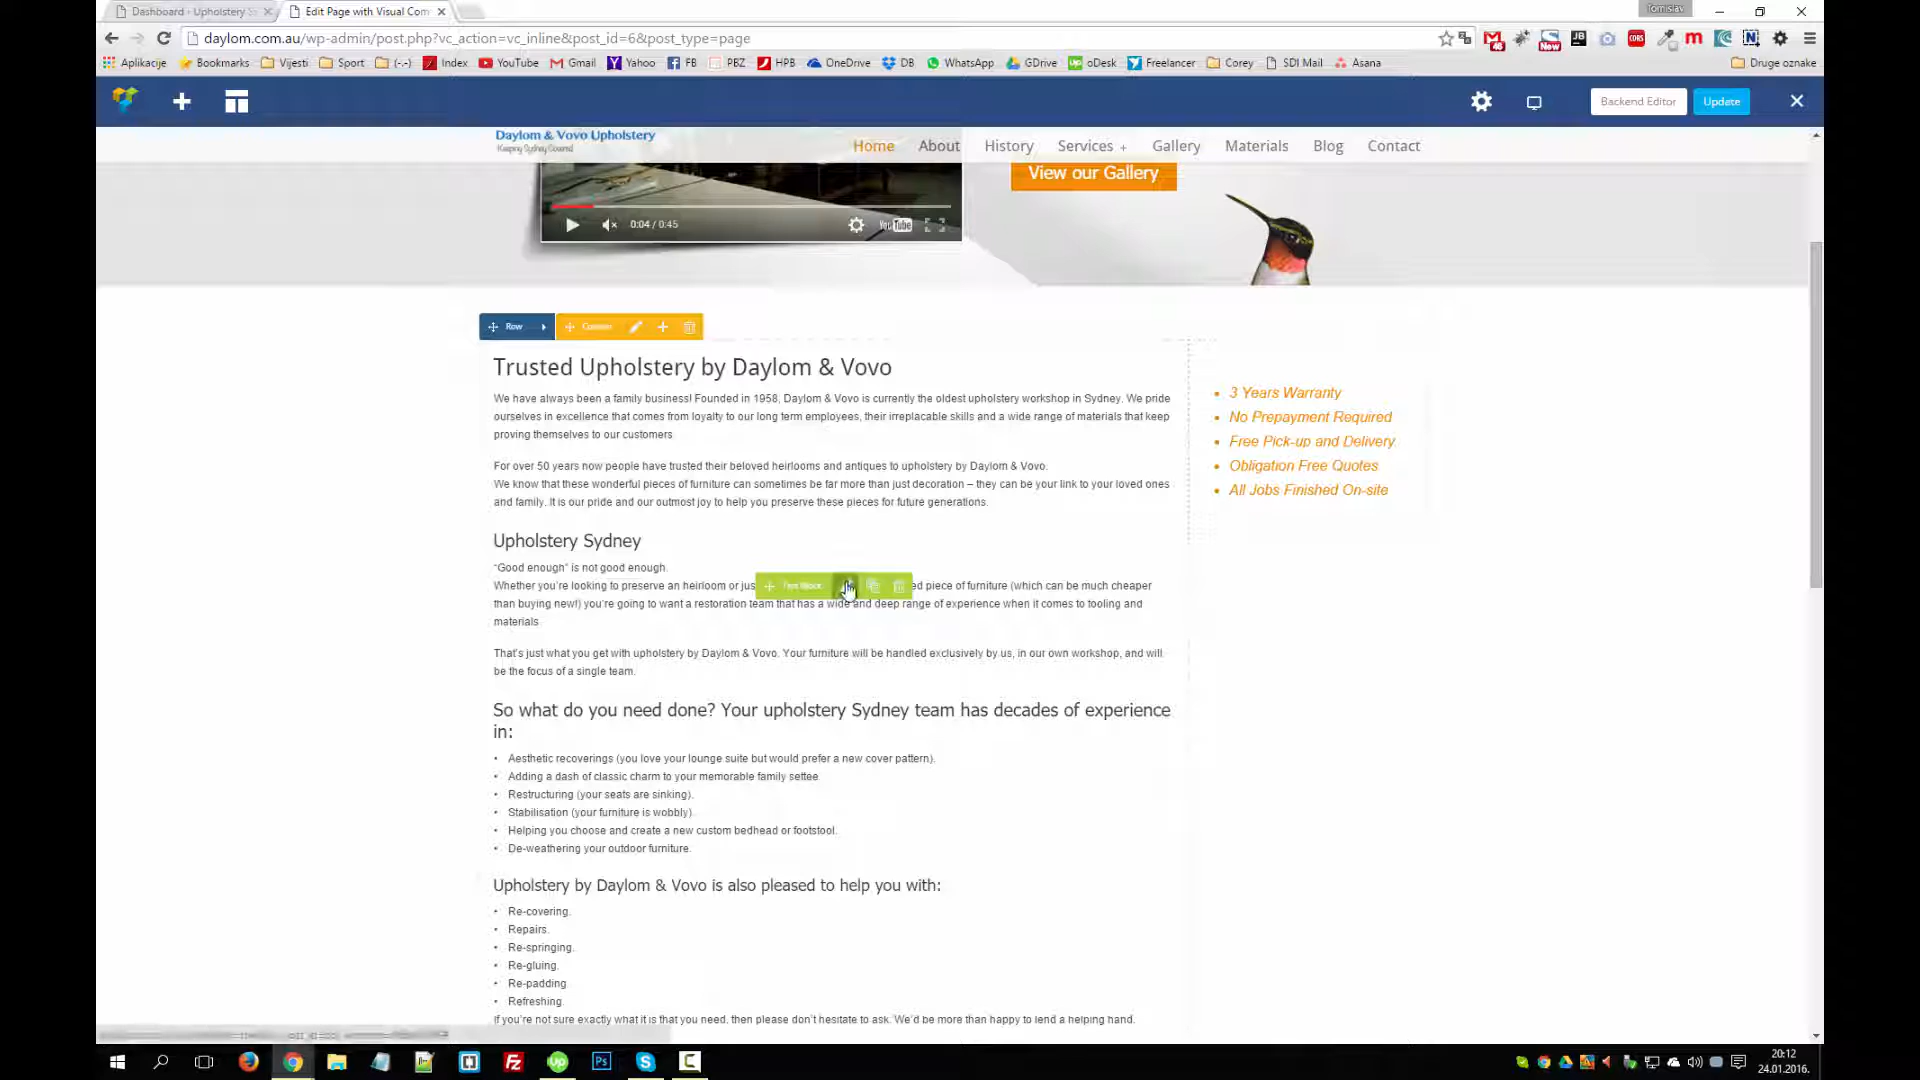 Dashboard - Upholstery S
Edit Page with Visual Com
Tomislav
daylom.com.au/wp-admin/post.php?vc_action=vc_inline&post_id=6&post_type=page
Aplikacije
Bookmarks
Vijesti
Sport
(-.-)
Index
YouTube
Gmail
Yahoo
FB
PBZ
HPB
OneDrive
DB
WhatsApp
GDrive
oDesk
Freelancer
Corey
SDI Mail
Asana
Druge oznake
Backend Editor
Update
Daylom & Vovo Upholstery
Keeping Sydney Covered
Home
About
History
Services +
Gallery
Materials
Blog
Contact
View our Gallery
0:04 / 0:45
YouTube
Row
Column
Trusted Upholstery by Daylom & Vovo
We have always been a family business! Founded in 1958, Daylom & Vovo is currently the oldest upholstery workshop in Sydney. We pride
ourselves in excellence that comes from loyalty to our long term employees, their irreplacable skills and a wide range of materials that keep
proving themselves to our customers
For over 50 years now people have trusted their beloved heirlooms and antiques to upholstery by Daylom & Vovo.
We know that these wonderful pieces of furniture can sometimes be far more than just decoration – they can be your link to your loved ones
and family. It is our pride and our outmost joy to help you preserve these pieces for future generations.
3 Years Warranty
No Prepayment Required
Free Pick-up and Delivery
Obligation Free Quotes
All Jobs Finished On-site
Upholstery Sydney
“Good enough” is not good enough.
Whether you’re looking to preserve an heirloom or jus
Text Block
ed piece of furniture (which can be much cheaper
than buying new!) you’re going to want a restoration team that has a wide and deep range of experience when it comes to tooling and
materials
That’s just what you get with upholstery by Daylom & Vovo. Your furniture will be handled exclusively by us, in our own workshop, and will
be the focus of a single team.
So what do you need done? Your upholstery Sydney team has decades of experience
in:
• Aesthetic recoverings (you love your lounge suite but would prefer a new cover pattern).
• Adding a dash of classic charm to your memorable family settee
• Restructuring (your seats are sinking).
• Stabilisation (your furniture is wobbly).
• Helping you choose and create a new custom bedhead or footstool.
• De-weathering your outdoor furniture.
Upholstery by Daylom & Vovo is also pleased to help you with:
• Re-covering.
• Repairs.
• Re-springing.
• Re-gluing.
• Re-padding
• Refreshing.
If you’re not sure exactly what it is that you need, then please don’t hesitate to ask. We’d be more than happy to lend a helping hand.
20:12
24.01.2016.